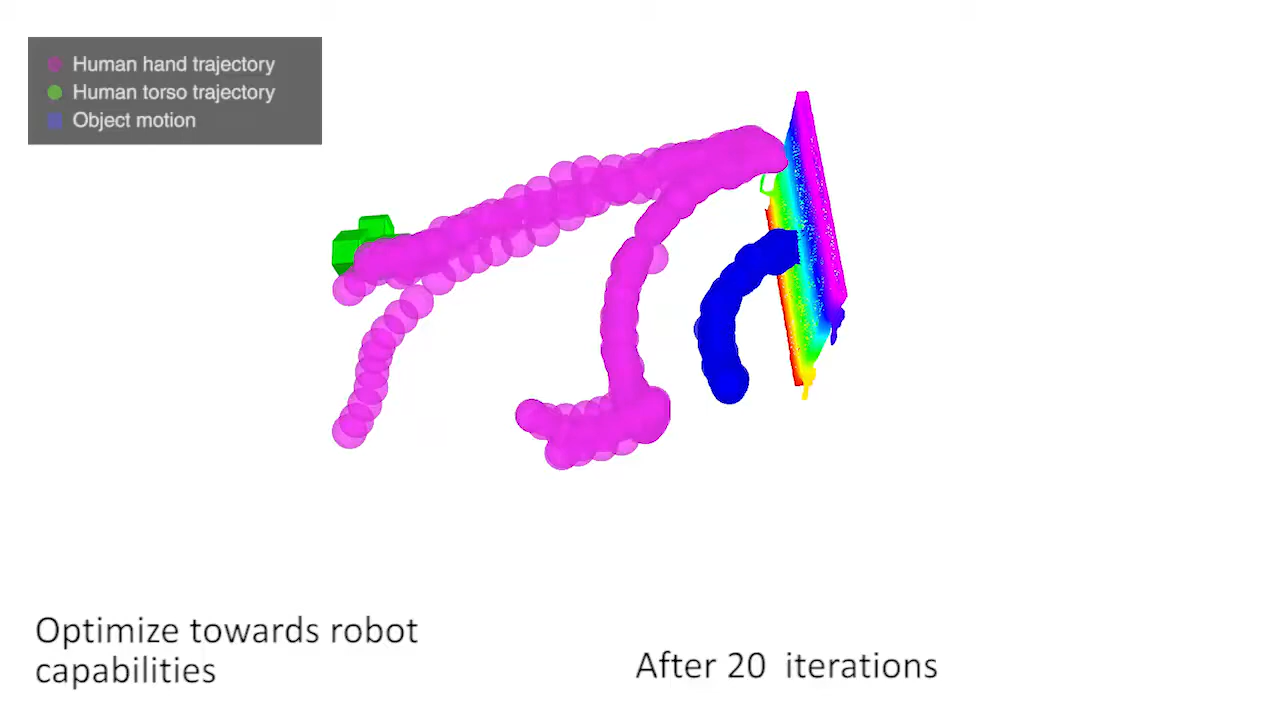 Human hand trajectory
Human torso trajectory
Object motion
Optimize towards robot
capabilities
After 20 iterations